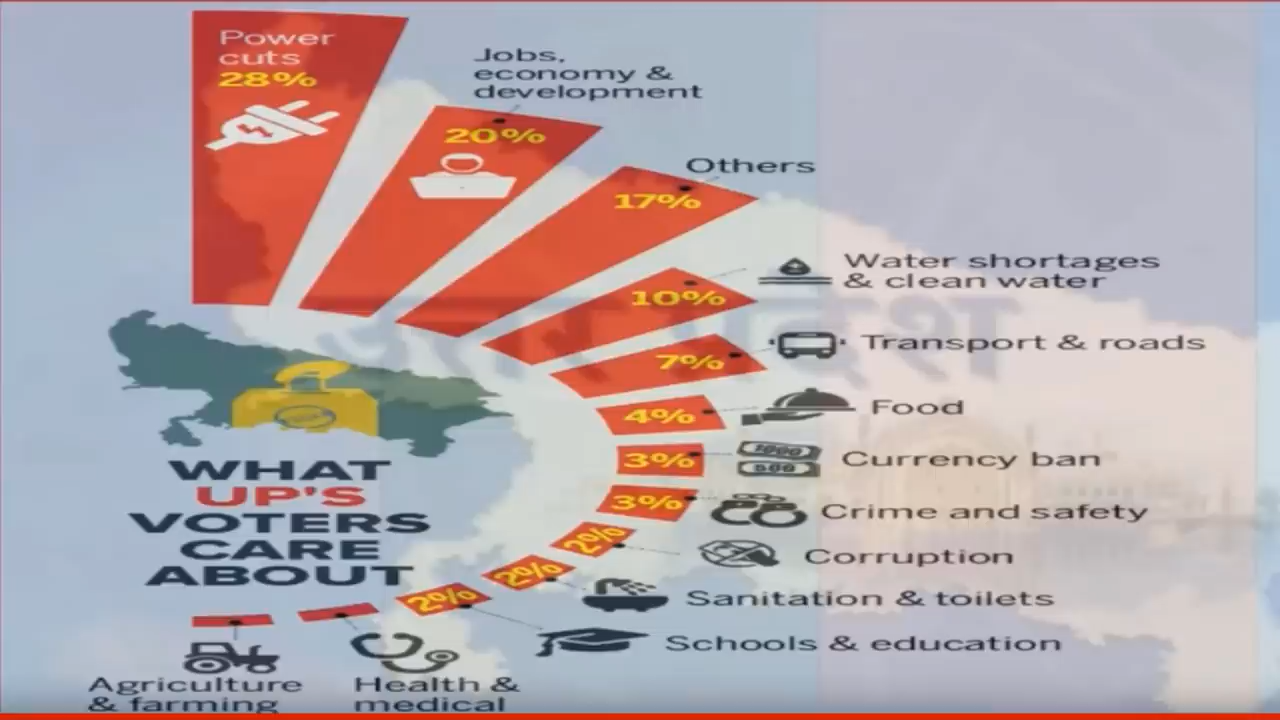 Power
cuts
28%
Jobs,
economy &
development
20%
Others
17%
Water shortages
& clean water
10%
Transport & roads
7%
Food
4%
Currency ban
3%
1000
500
Crime and safety
3%
Corruption
2%
Sanitation & toilets
2%
Schools & education
2%
Health &
medical
Agriculture
& farming
WHAT
UP'S
VOTERS
CARE
ABOUT